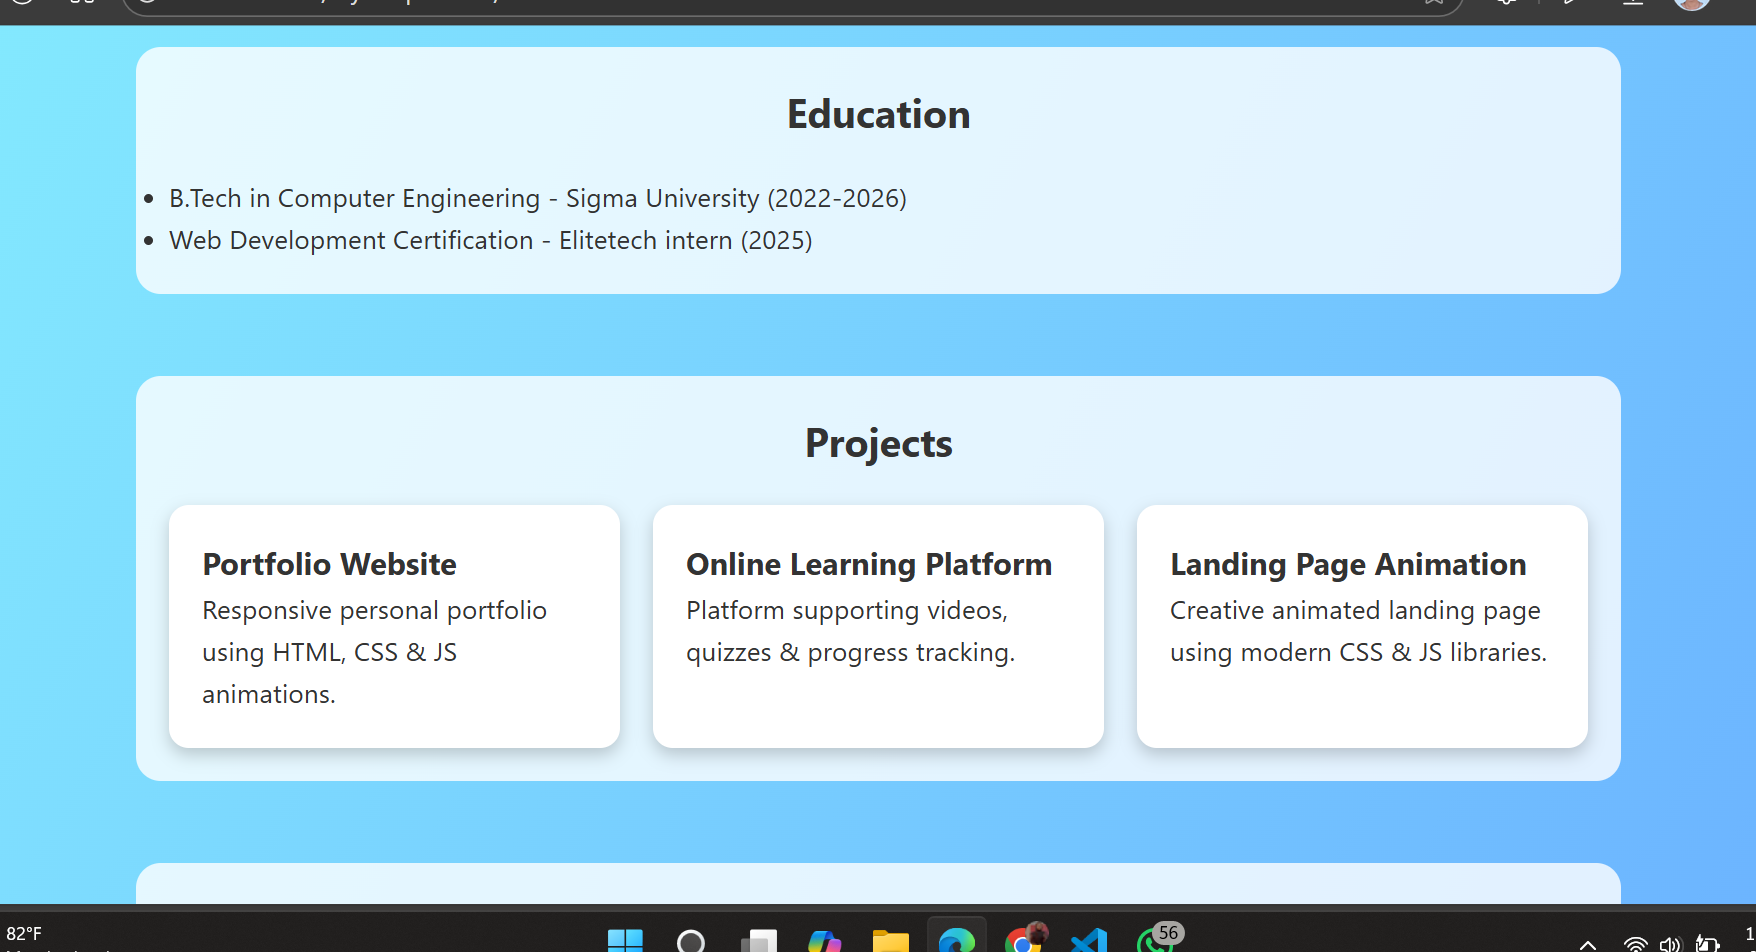 Education
B.Tech in Computer Engineering - Sigma University (2022-2026)
Web Development Certification - Elitetech intern (2025)
Projects
Portfolio Website
Responsive personal portfolio
using HTML, CSS & JS
animations.
Online Learning Platform
Platform supporting videos,
quizzes & progress tracking.
Landing Page Animation
Creative animated landing page
using modern CSS & JS libraries.
82°F
56